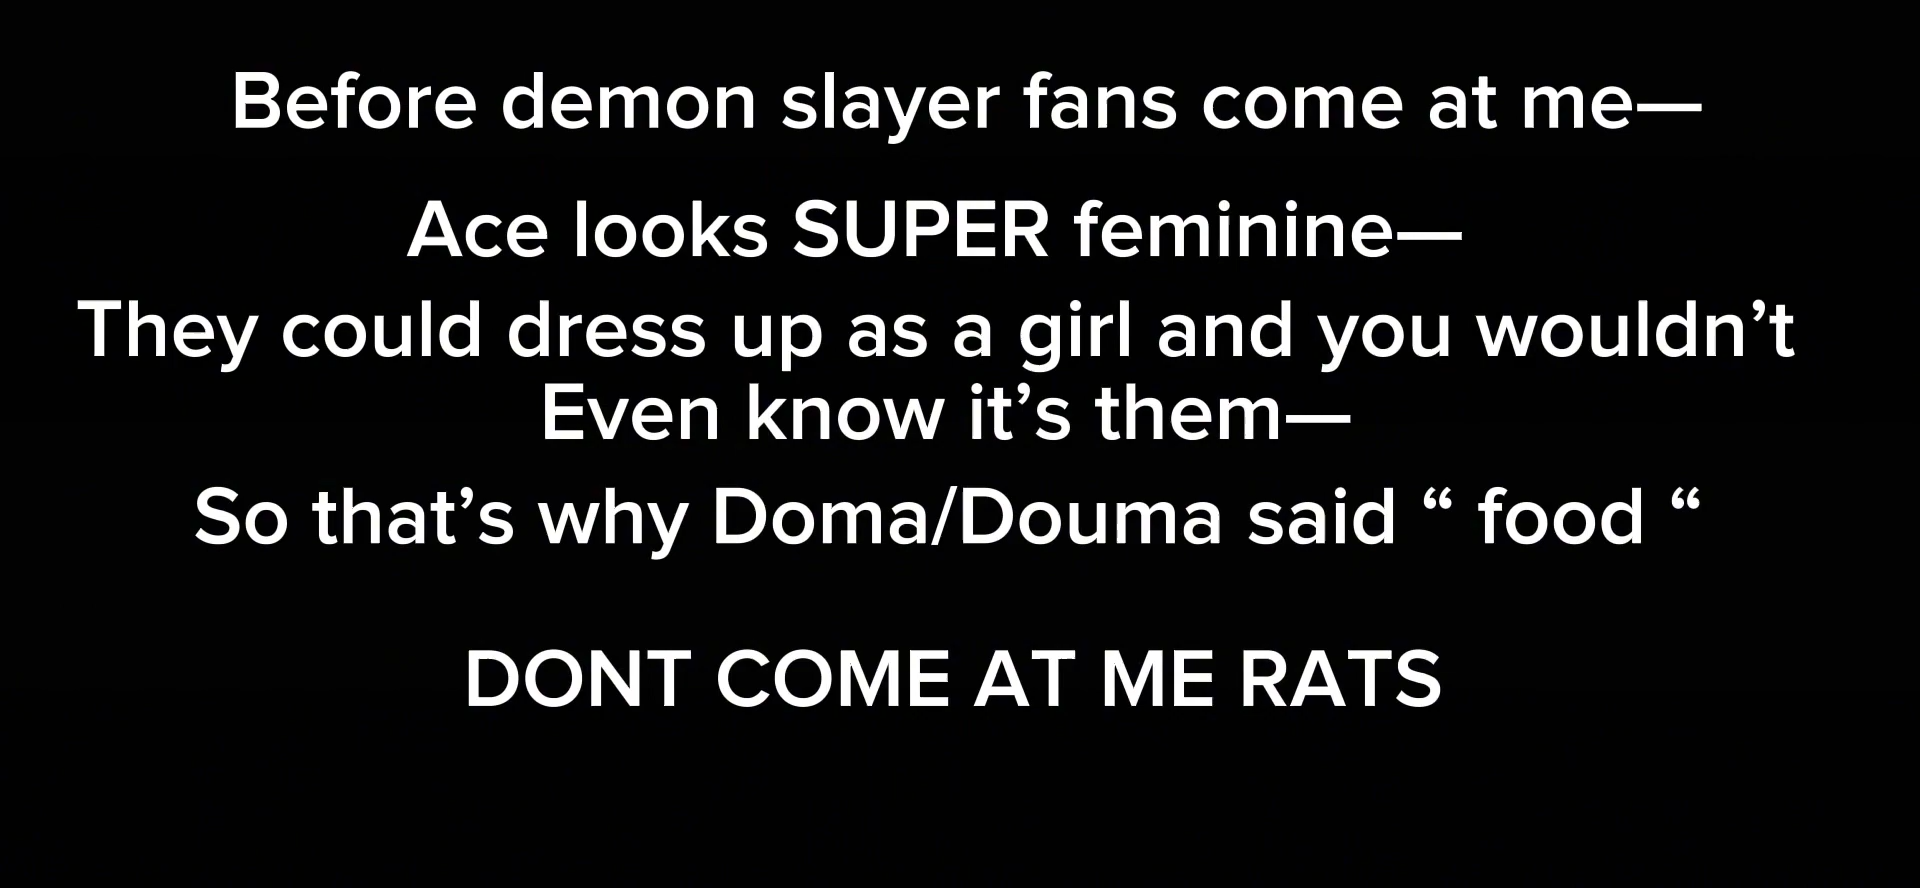 Before demon slayer fans come at me—
Ace looks SUPER feminine—
They could dress up as a girl and you wouldn’t
Even know it’s them—
So that’s why Doma/Douma said “ food “
DONT COME AT ME RATS